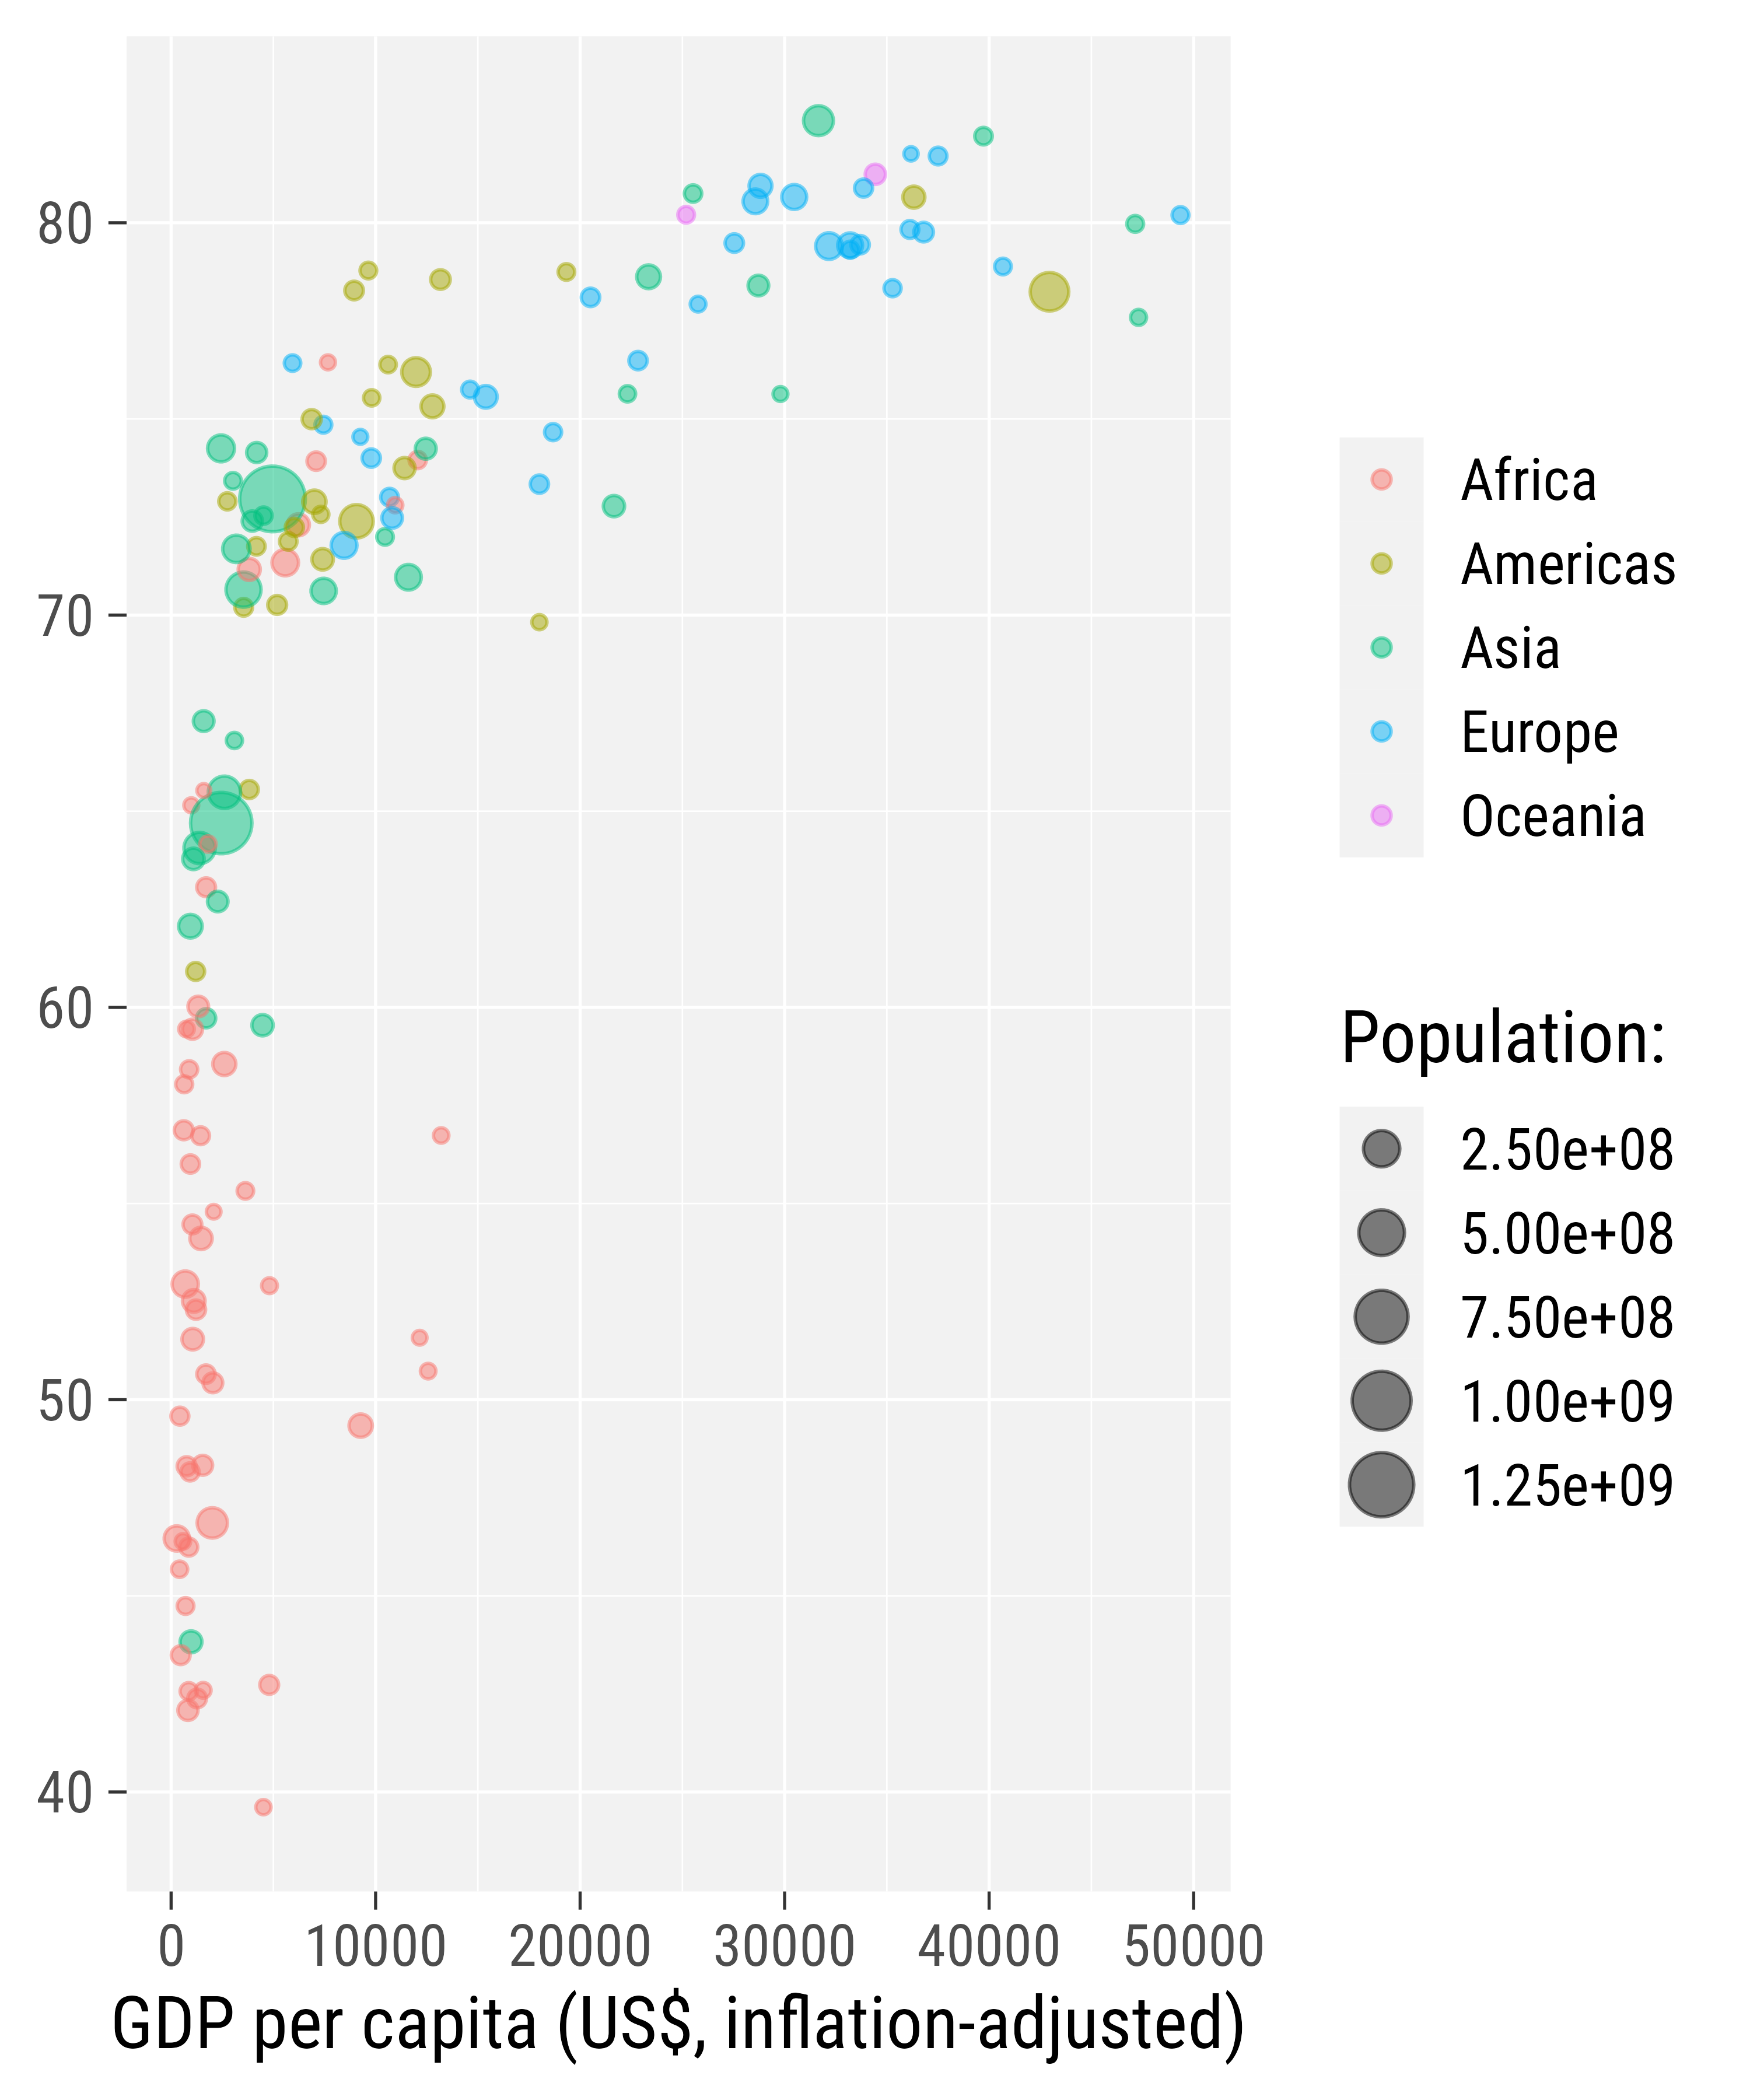 80
70
60
50
40
0 10000 20000 30000 40000 50000
GDP per capita (US$, inflation-adjusted)
Africa
Americas
Asia
Europe
Oceania
Population:
2.50e+08
5.00e+08
7.50e+08
1.00e+09
1.25e+09